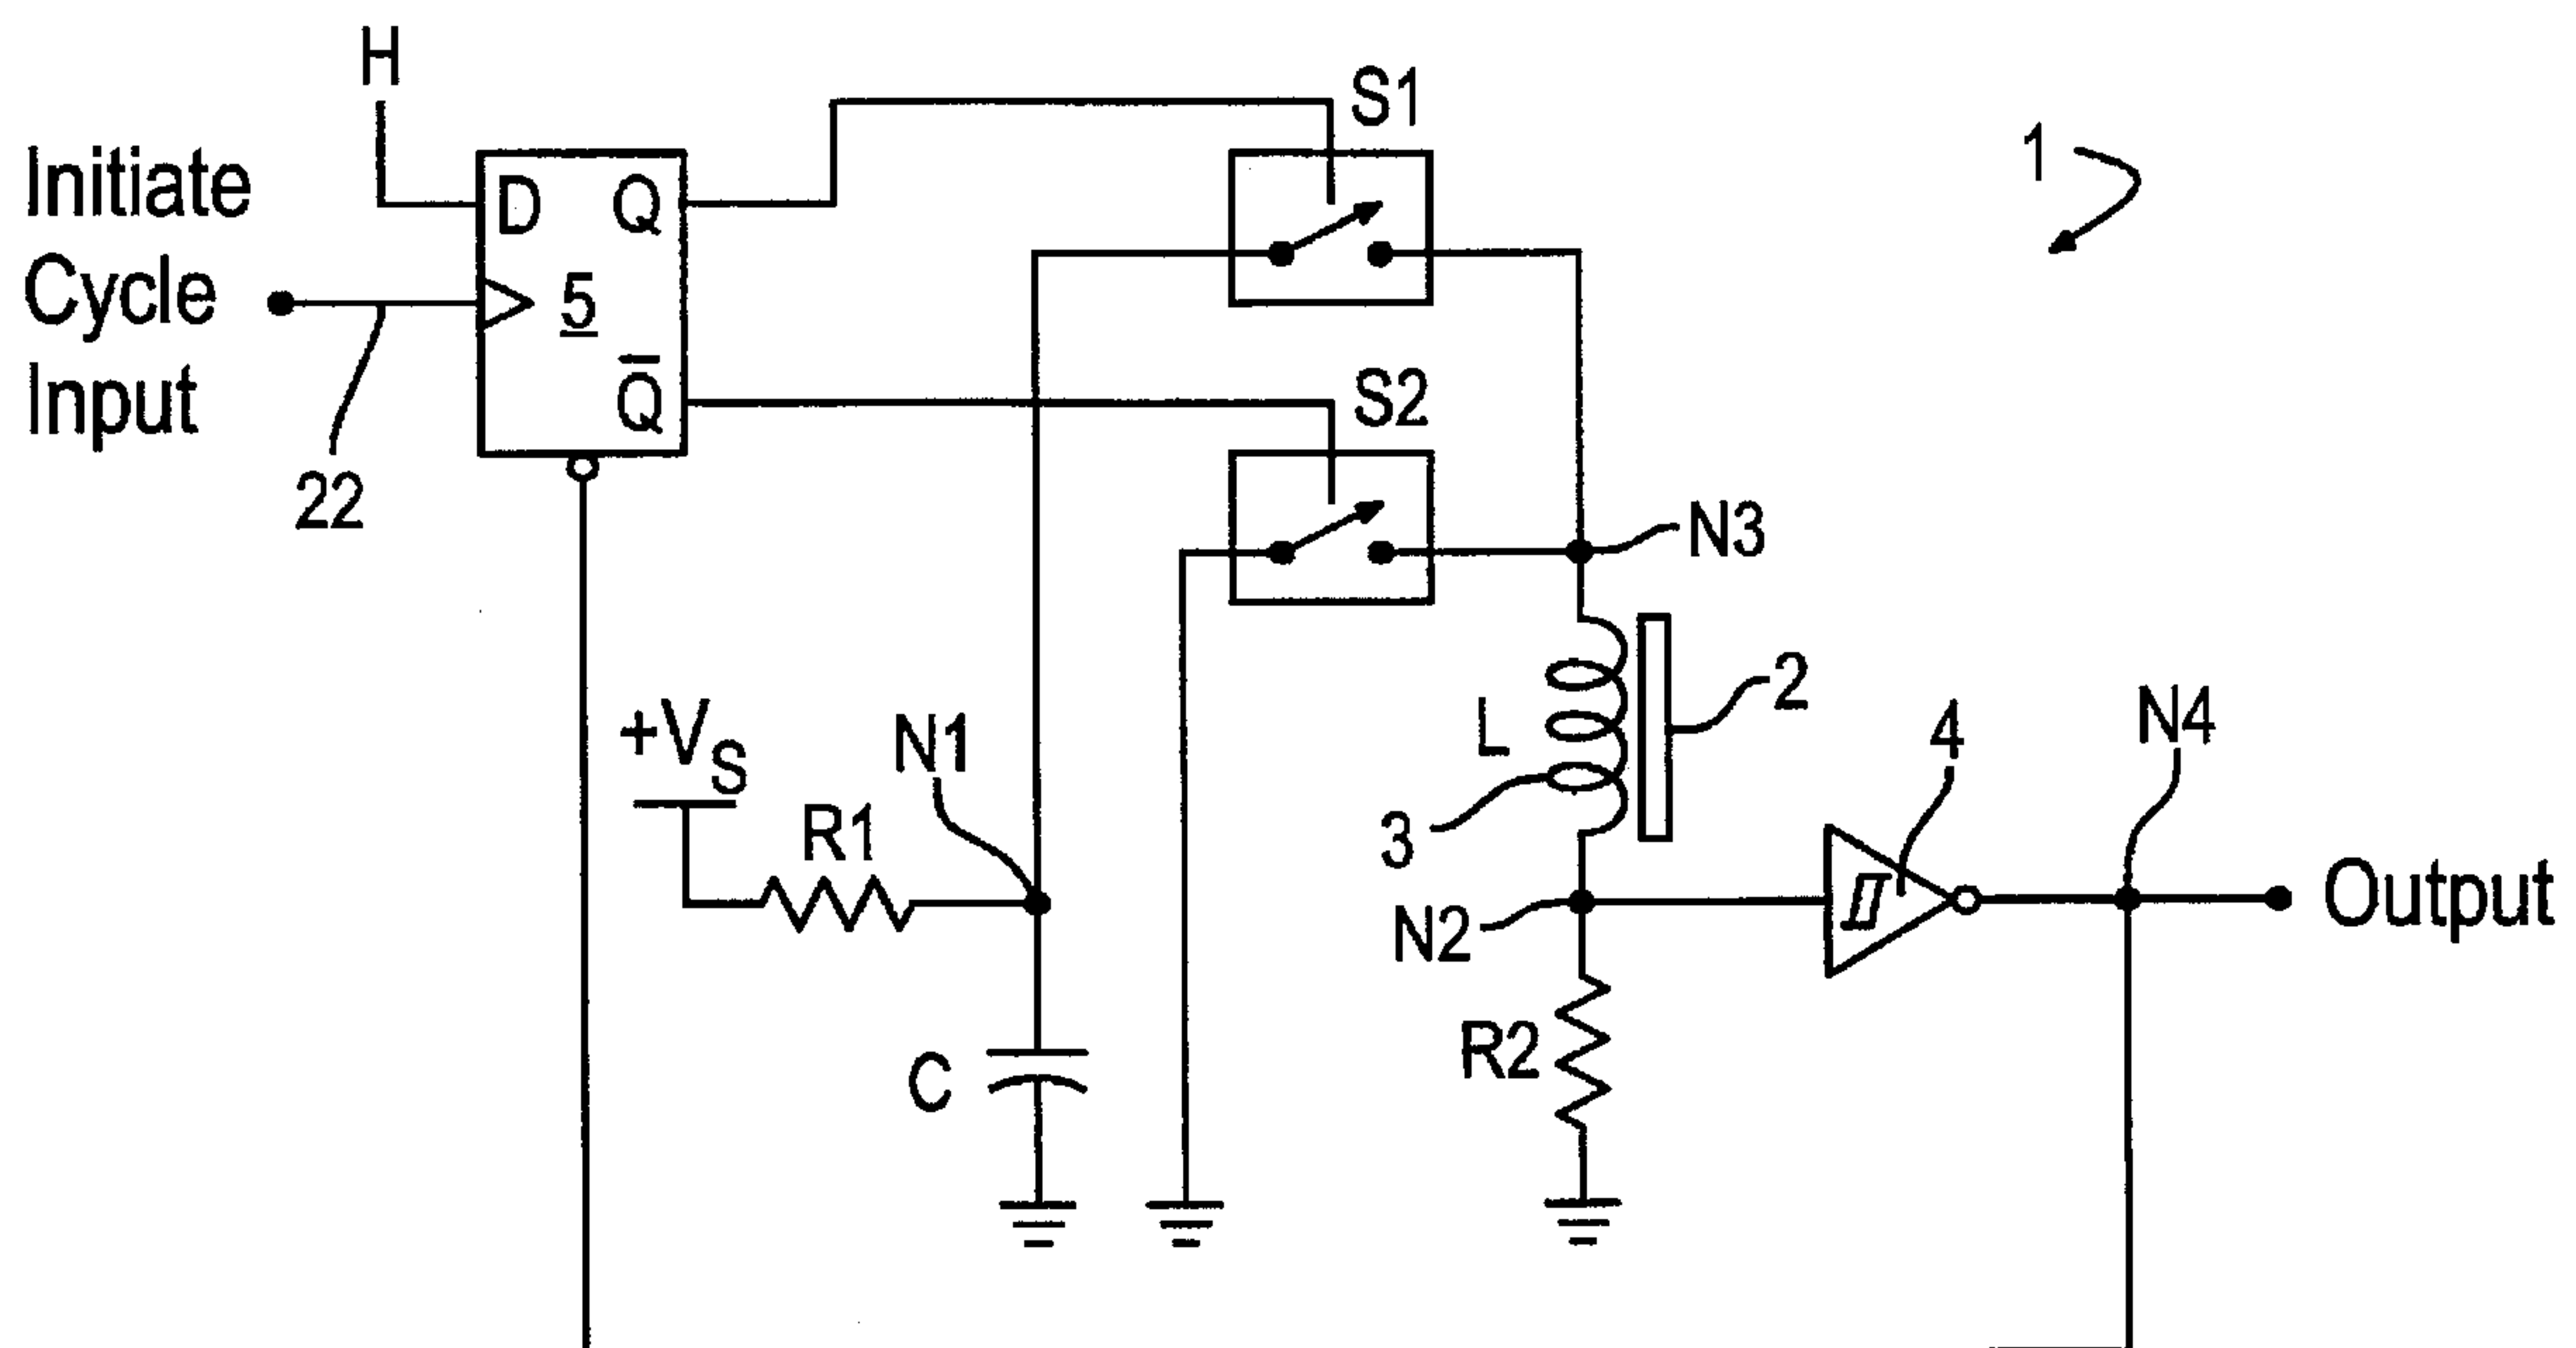 H
Initiate
Cycle
Input
22
D
Q
5
Q̅
S1
S2
1
N3
+VS
R1
N1
C
L
2
3
N2
R2
4
N4
Output